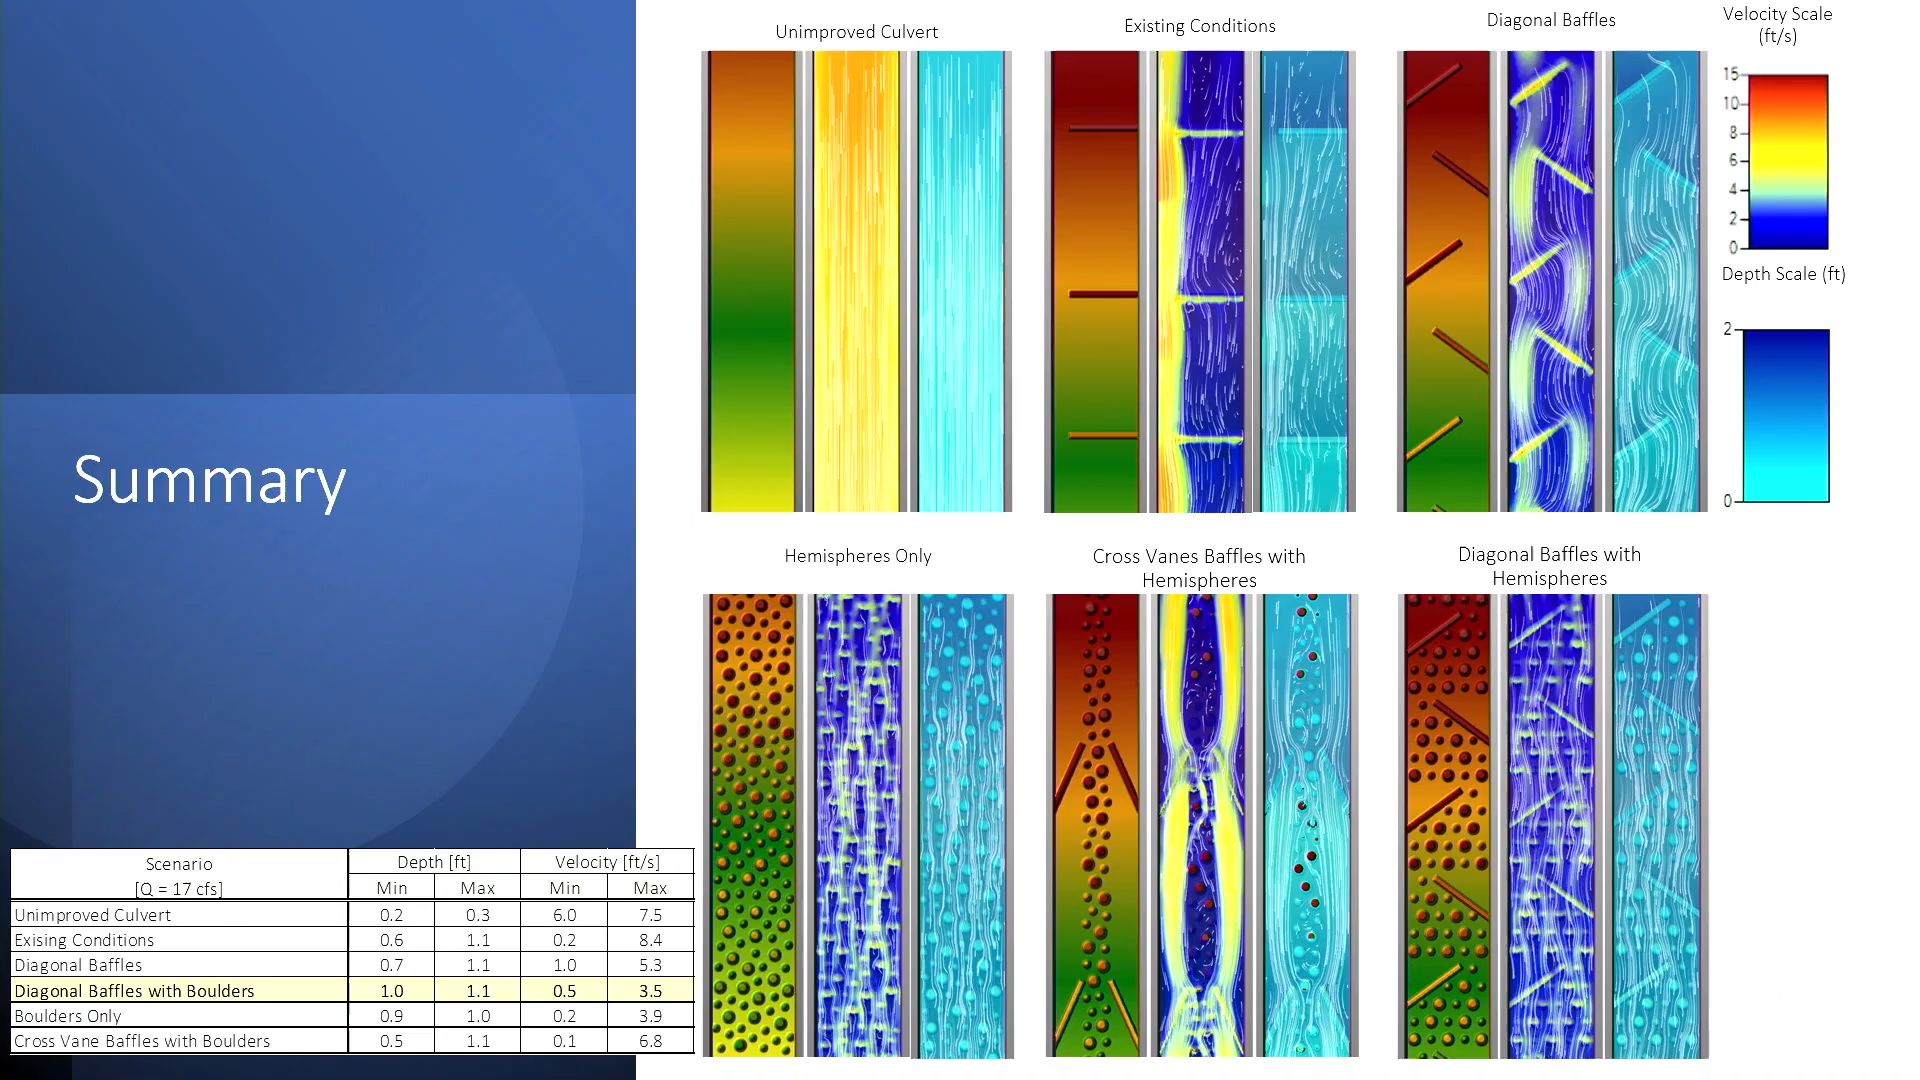 Summary
Unimproved Culvert
Existing Conditions
Diagonal Baffles
Velocity Scale
(ft/s)
15
10
8
6
4
2
0
Depth Scale (ft)
2
0
Hemispheres Only
Cross Vanes Baffles with
Hemispheres
Diagonal Baffles with
Hemispheres
Scenario Depth [ft] Velocity [ft/s]
[Q = 17 cfs] Min Max Min Max
Unimproved Culvert 0.2 0.3 6.0 7.5
Exising Conditions 0.6 1.1 0.2 8.4
Diagonal Baffles 0.7 1.1 1.0 5.3
Diagonal Baffles with Boulders 1.0 1.1 0.5 3.5
Boulders Only 0.9 1.0 0.2 3.9
Cross Vane Baffles with Boulders 0.5 1.1 0.1 6.8